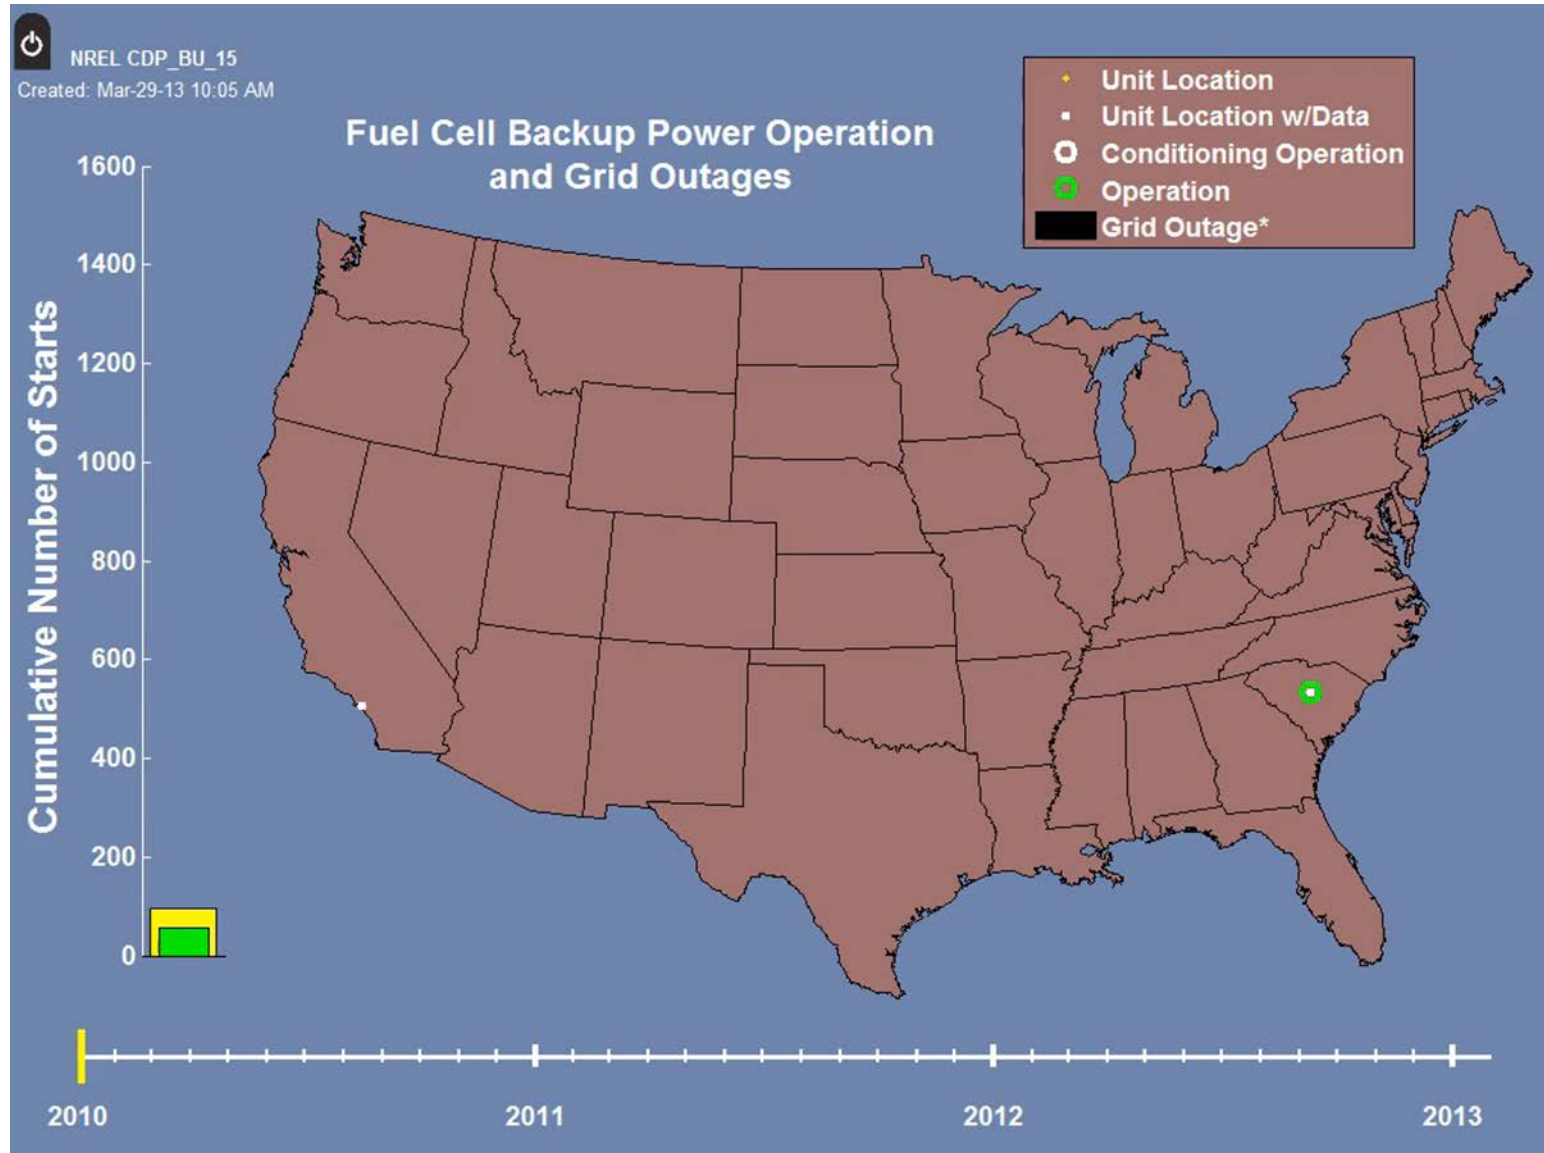 NREL CDP_BU_15
Created: Mar-29-13 10:05 AM
Fuel Cell Backup Power Operation
and Grid Outages
Unit Location
Unit Location w/Data
Conditioning Operation
Operation
Grid Outage*
Cumulative Number of Starts
1600
1400
1200
1000
800
600
400
200
0
2010
2011
2012
2013